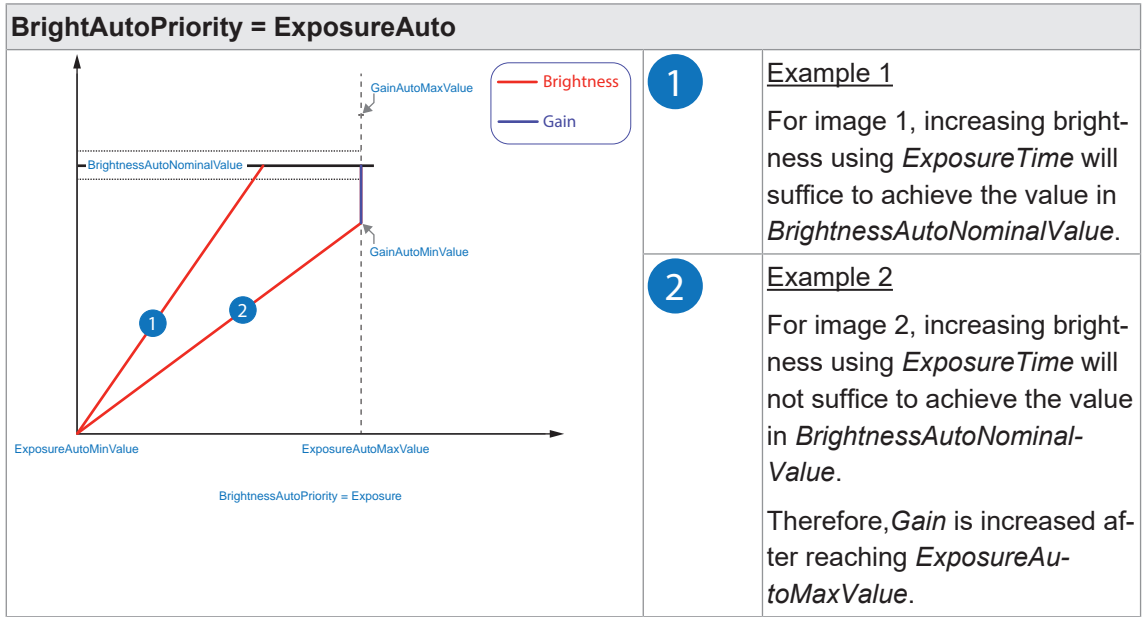 BrightAutoPriority = ExposureAuto
GainAutoMaxValue
Brightness
Gain
BrightnessAutoNominalValue
GainAutoMinValue
1
2
ExposureAutoMinValue
ExposureAutoMaxValue
BrightnessAutoPriority = Exposure
1
Example 1
For image 1, increasing bright-
ness using ExposureTime will
suffice to achieve the value in
BrightnessAutoNominalValue.
2
Example 2
For image 2, increasing bright-
ness using ExposureTime will
not suffice to achieve the value
in BrightnessAutoNominal-
Value.
Therefore,Gain is increased af-
ter reaching ExposureAu-
toMaxValue.